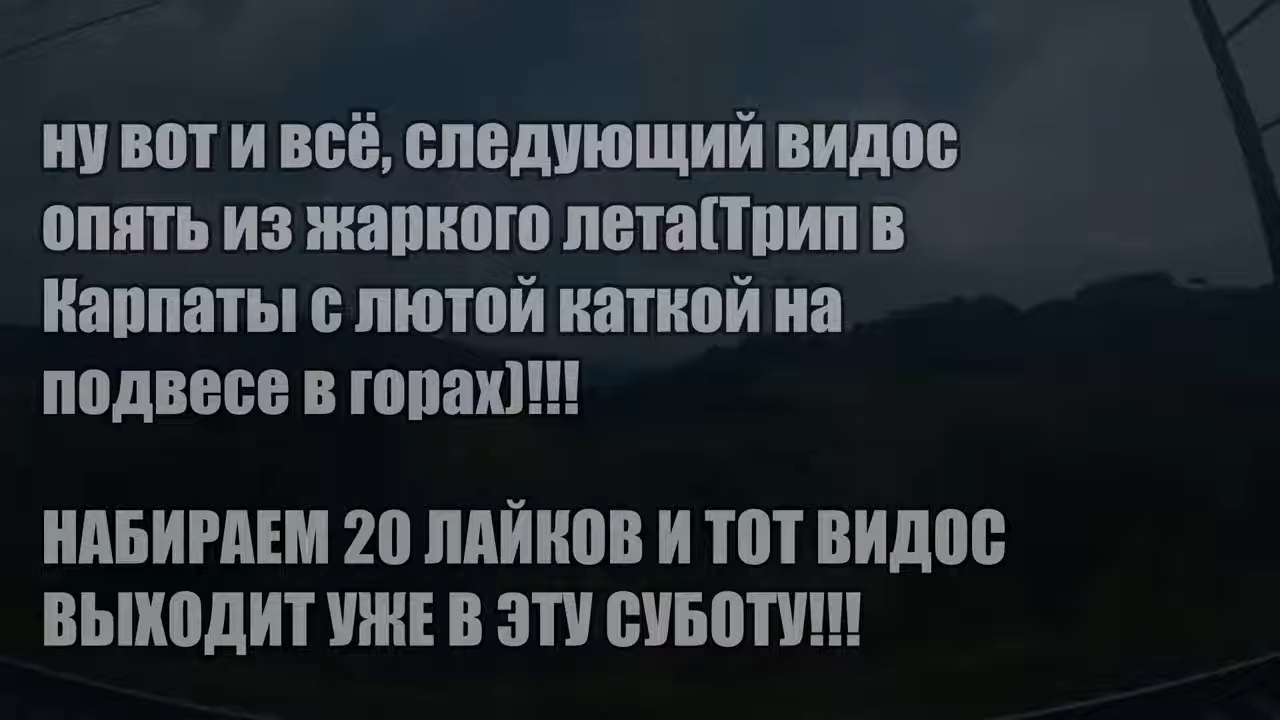 ну вот и всё, следующий видос
опять из жаркого лета(Трип в
Карпаты с лютой каткой на
подвесе в горах)!!!
НАБИРАЕМ 20 ЛАЙКОВ И ТОТ ВИДОС
ВЫХОДИТ УЖЕ В ЭТУ СУБОТУ!!!